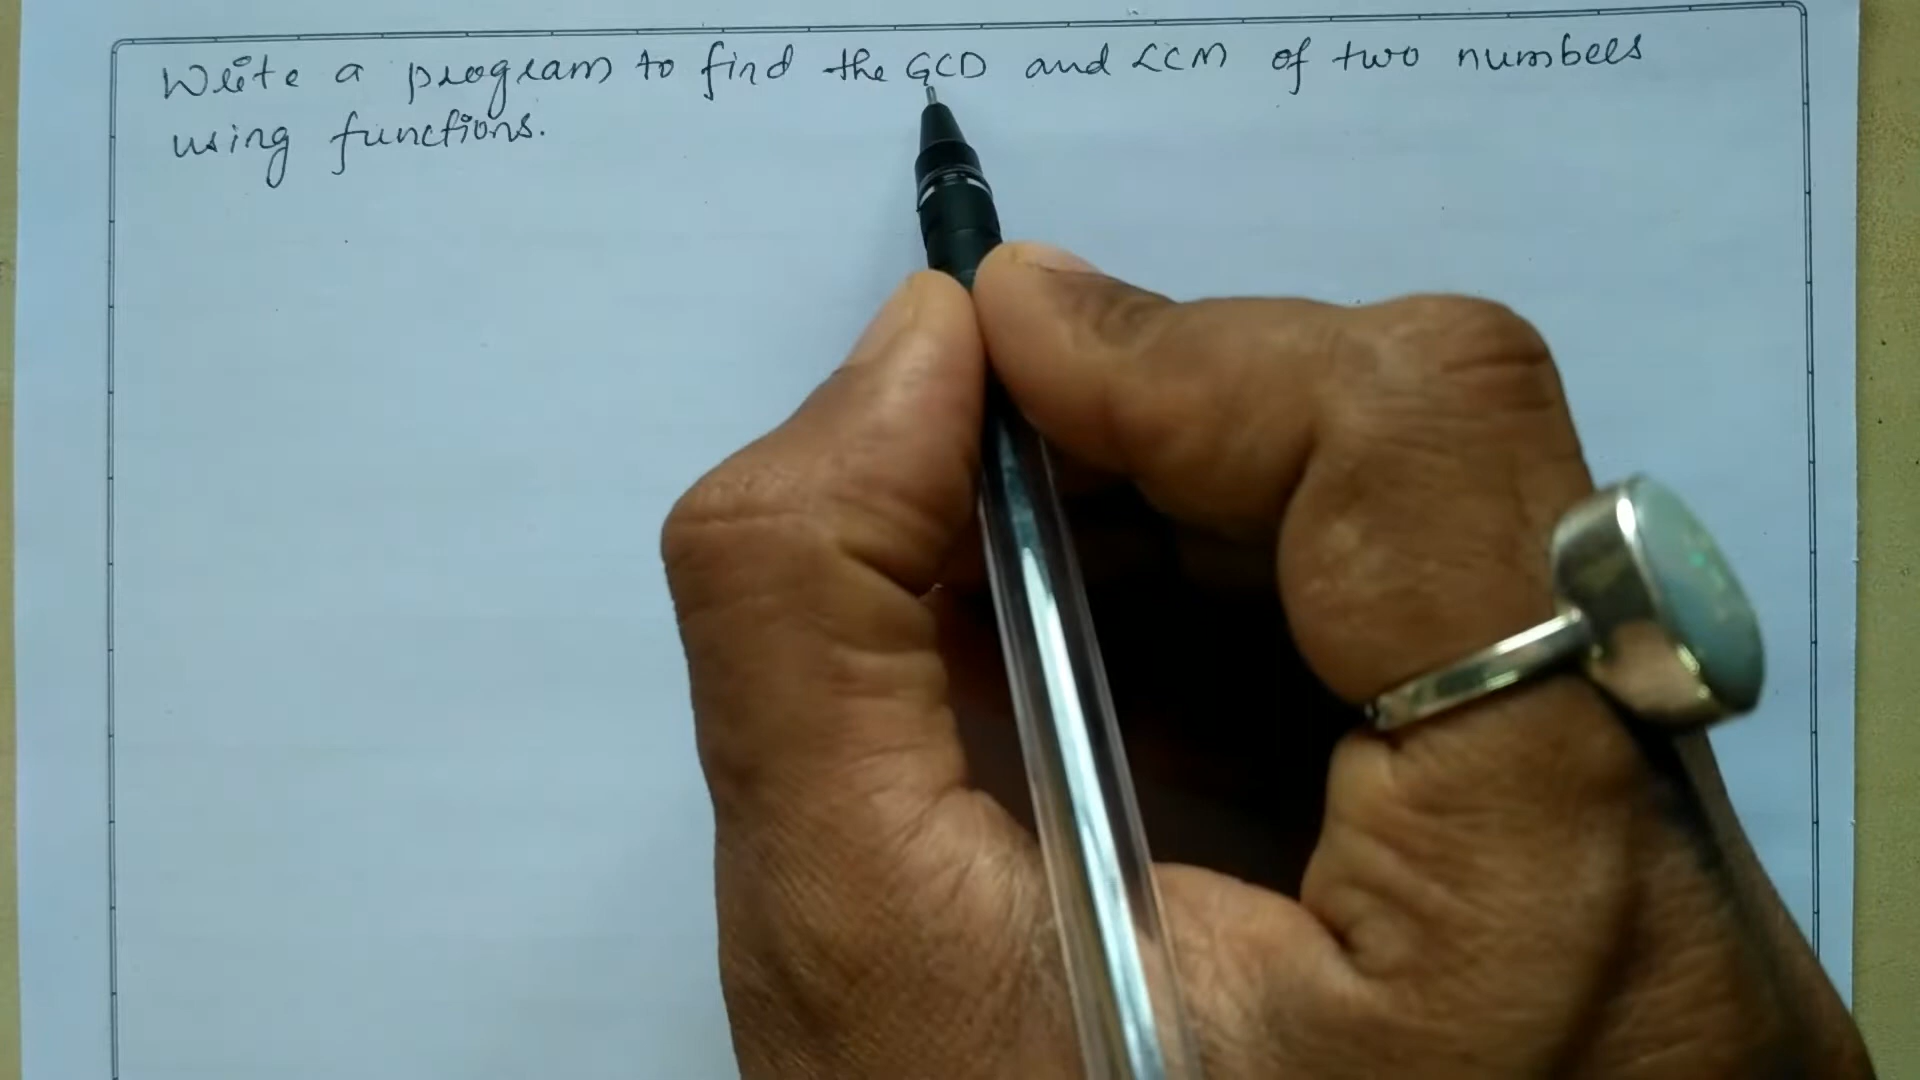 Write a program to find the GCD and LCM of two numbers
using functions.